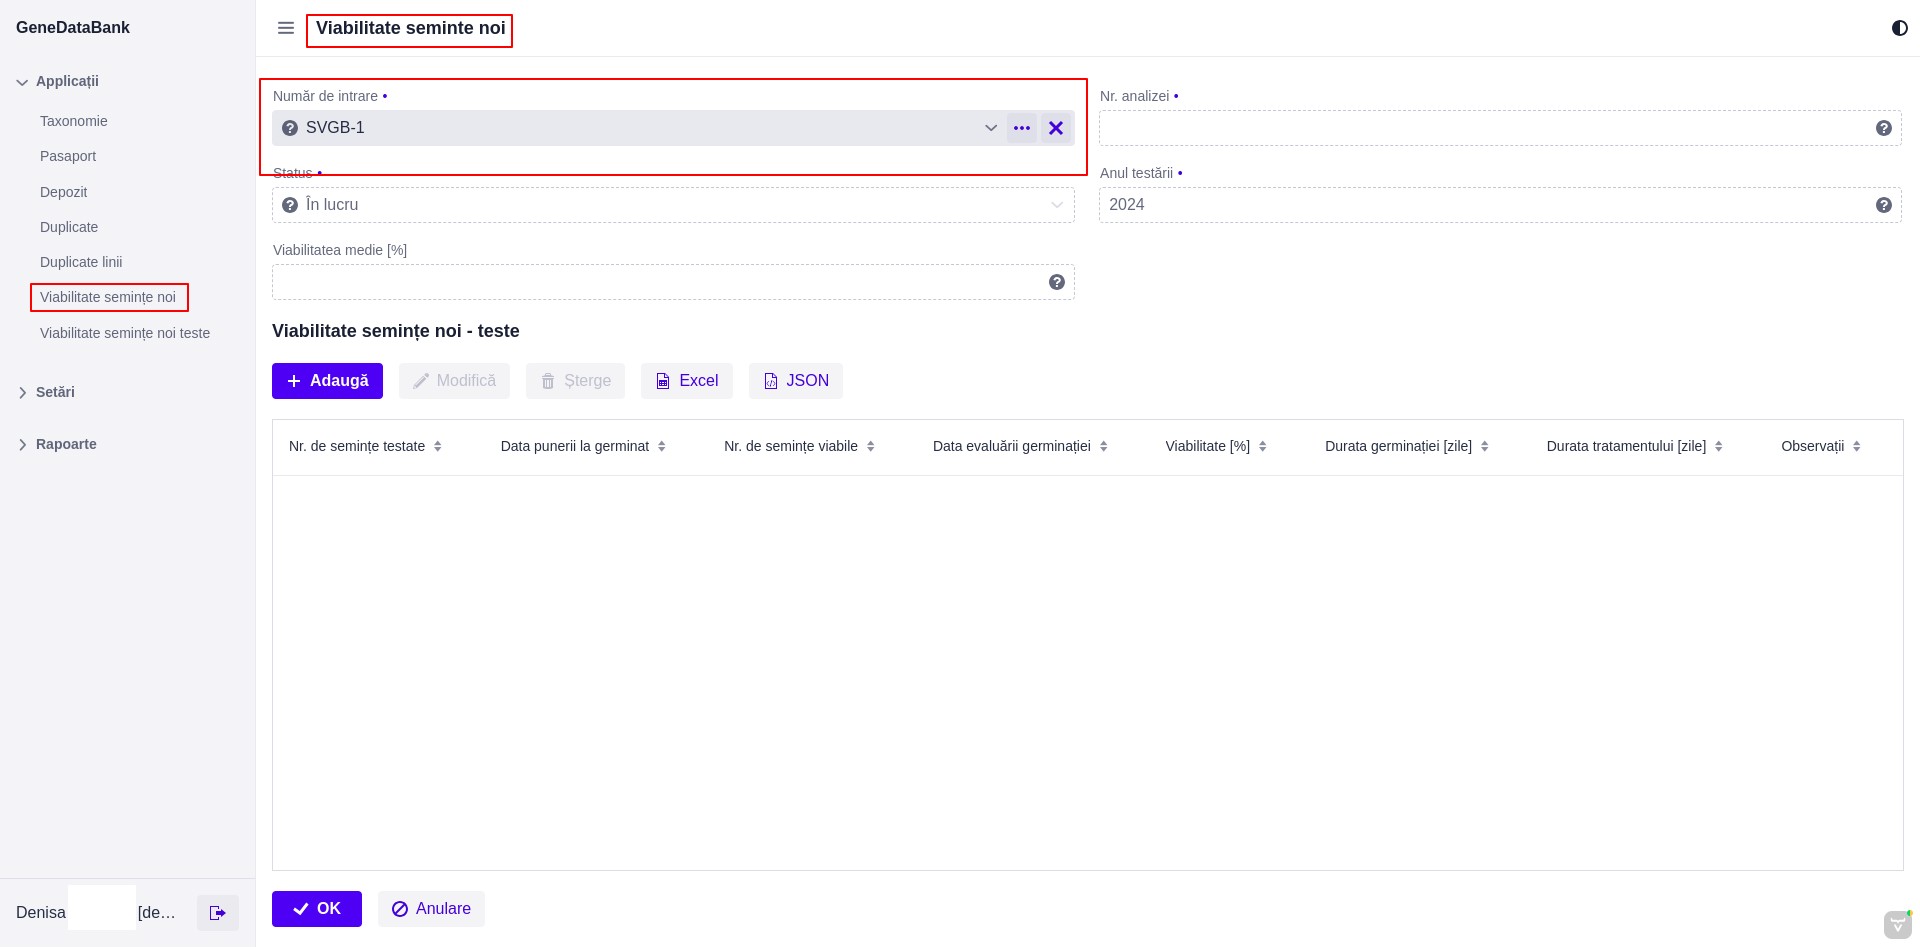 GeneDataBank
Viabilitate seminte noi
Applicații
Taxonomie
Pasaport
Depozit
Duplicate
Duplicate linii
Viabilitate semințe noi
Viabilitate semințe noi teste
Setări
Rapoarte
Număr de intrare •
SVGB-1
Nr. analizei •
Status •
În lucru
Anul testării •
2024
Viabilitatea medie [%]
Viabilitate semințe noi - teste
Adaugă Modifică Șterge Excel JSON
Nr. de semințe testate Data punerii la germinat Nr. de semințe viabile Data evaluării germinației Viabilitate [%] Durata germinației [zile] Durata tratamentului [zile] Observații
OK Anulare
Denisa [de...